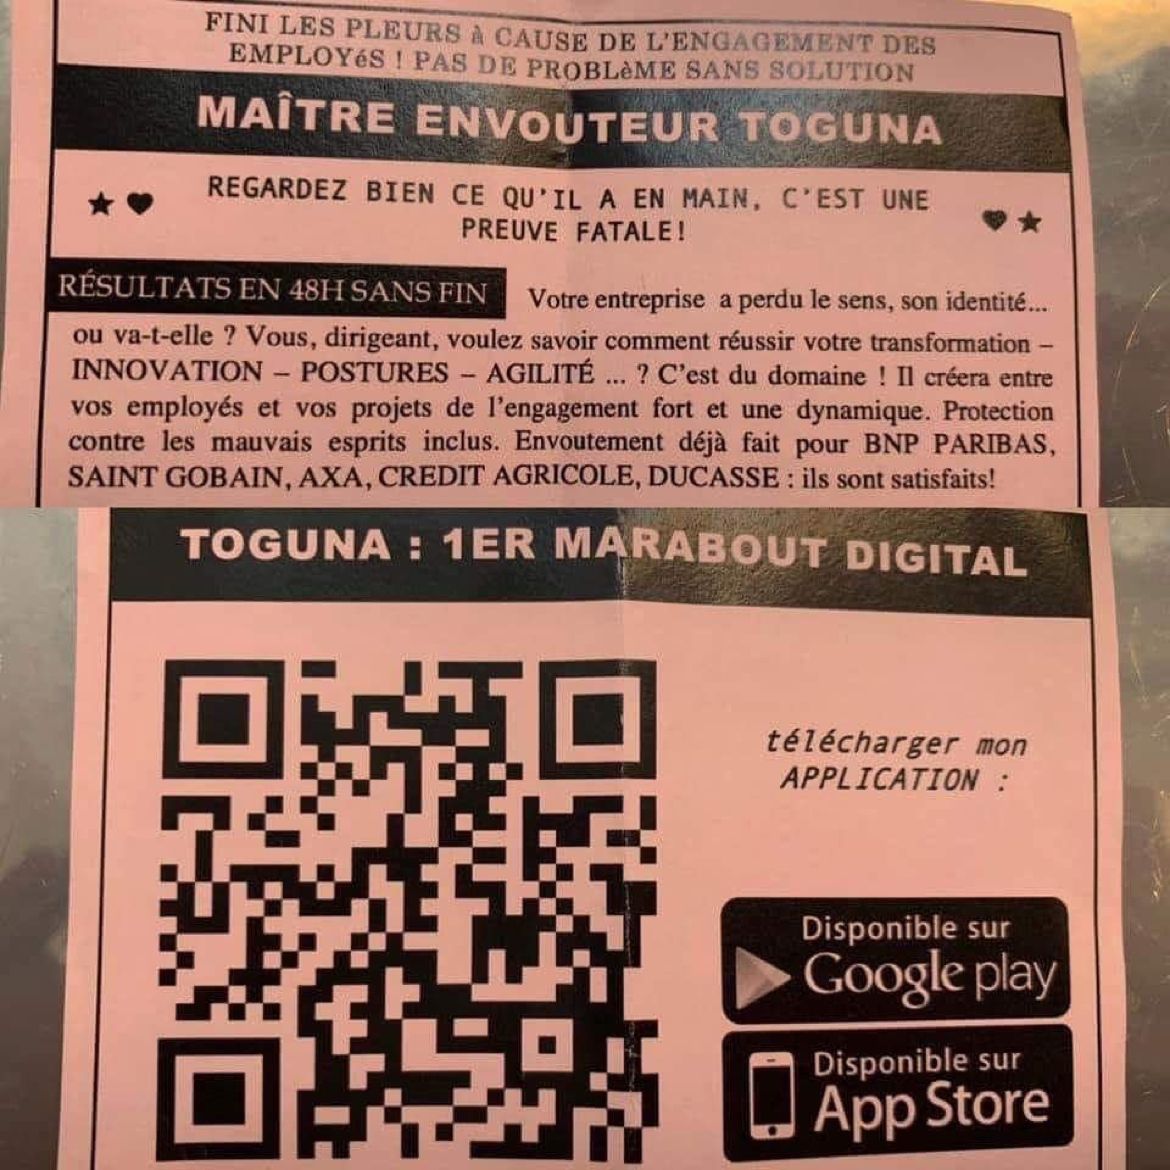 FINI LES PLEURS à CAUSE DE L'ENGAGEMENT DES
EMPLOYéS ! PAS DE PROBLèME SANS SOLUTION
MAÎTRE ENVOUTEUR TOGUNA
REGARDEZ BIEN CE QU'IL A EN MAIN, C'EST UNE
PREUVE FATALE!
RÉSULTATS EN 48H SANS FIN Votre entreprise a perdu le sens, son identité...
ou va-t-elle ? Vous, dirigeant, voulez savoir comment réussir votre transformation –
INNOVATION – POSTURES – AGILITÉ ... ? C'est du domaine ! Il créera entre
vos employés et vos projets de l'engagement fort et une dynamique. Protection
contre les mauvais esprits inclus. Envoutement déjà fait pour BNP PARIBAS,
SAINT GOBAIN, AXA, CREDIT AGRICOLE, DUCASSE : ils sont satisfaits!
TOGUNA : 1ER MARABOUT DIGITAL
télécharger mon
APPLICATION :
Disponible sur
Google play
Disponible sur
App Store